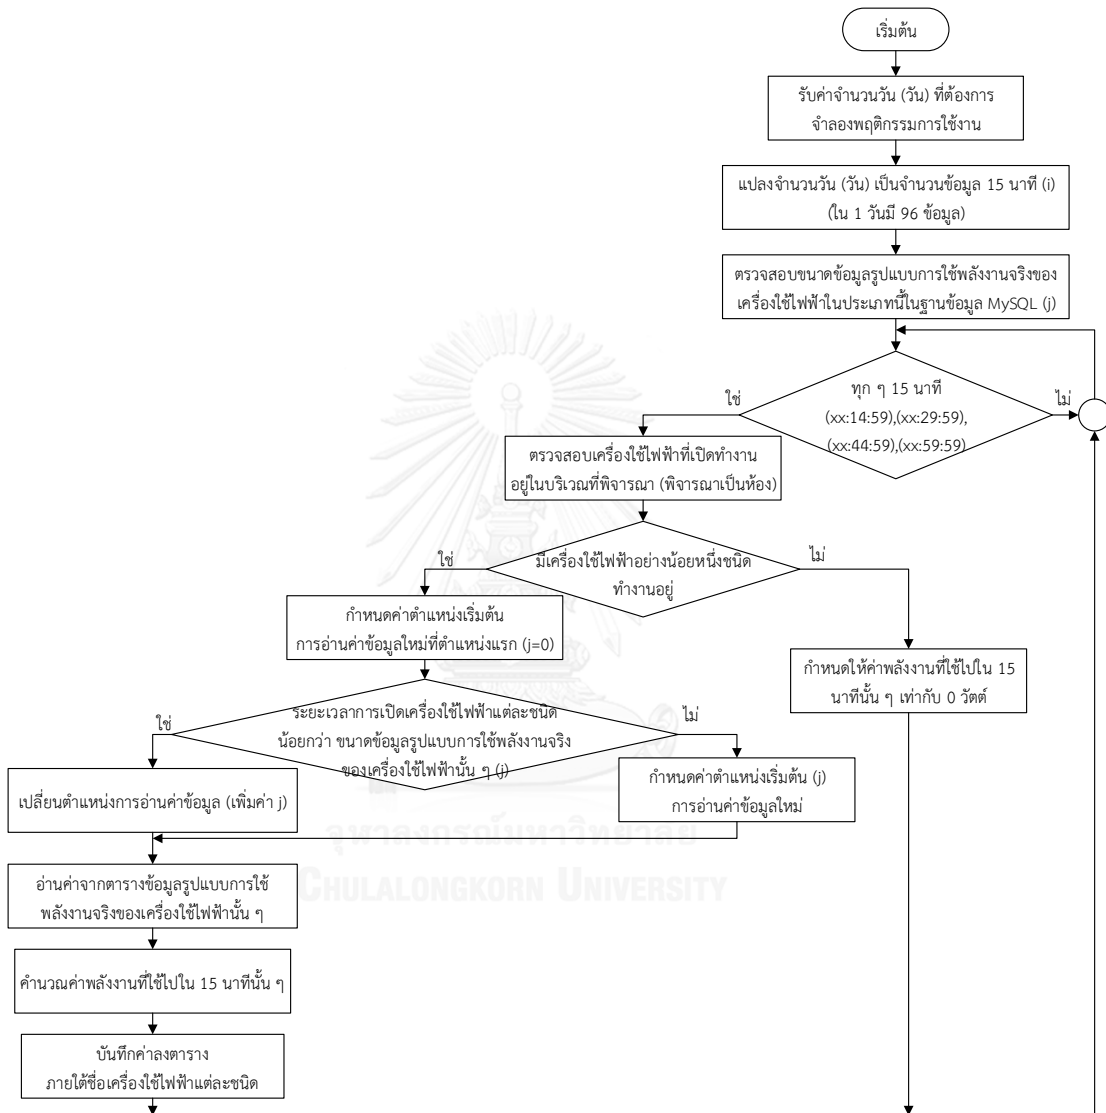 เริ่มต้น
รับค่าจำนวนวัน (วัน) ที่ต้องการ
จำลองพฤติกรรมการใช้งาน
แปลงจำนวนวัน (วัน) เป็นจำนวนข้อมูล 15 นาที (i)
(ใน 1 วันมี 96 ข้อมูล)
ตรวจสอบขนาดข้อมูลรูปแบบการใช้พลังงานจริงของ
เครื่องใช้ไฟฟ้าในประเภทนี้ในฐานข้อมูล MySQL (j)
ทุก ๆ 15 นาที
(xx:14:59),(xx:29:59),
(xx:44:59),(xx:59:59)
ใช่
ไม่
ตรวจสอบเครื่องใช้ไฟฟ้าที่เปิดทำงาน
อยู่ในบริเวณที่พิจารณา (พิจารณาเป็นห้อง)
มีเครื่องใช้ไฟฟ้าอย่างน้อยหนึ่งชนิด
ทำงานอยู่
ใช่
ไม่
กำหนดค่าตำแหน่งเริ่มต้น
การอ่านค่าข้อมูลใหม่ที่ตำแหน่งแรก (j=0)
กำหนดให้ค่าพลังงานที่ใช้ไปใน 15
นาทีนั้น ๆ เท่ากับ 0 วัตต์
ระยะเวลาการเปิดเครื่องใช้ไฟฟ้าแต่ละชนิด
น้อยกว่า ขนาดข้อมูลรูปแบบการใช้พลังงานจริง
ของเครื่องใช้ไฟฟ้านั้น ๆ (j)
ใช่
ไม่
เปลี่ยนตำแหน่งการอ่านค่าข้อมูล (เพิ่มค่า j)
กำหนดค่าตำแหน่งเริ่มต้น (j)
การอ่านค่าข้อมูลใหม่
จุฬาลงกรณ์มหาวิทยาลัย
CHULALONGKORN UNIVERSITY
อ่านค่าจากตารางข้อมูลรูปแบบการใช้
พลังงานจริงของเครื่องใช้ไฟฟ้านั้น ๆ
คำนวณค่าพลังงานที่ใช้ไปใน 15 นาทีนั้น ๆ
บันทึกค่าลงตาราง
ภายใต้ชื่อเครื่องใช้ไฟฟ้าแต่ละชนิด